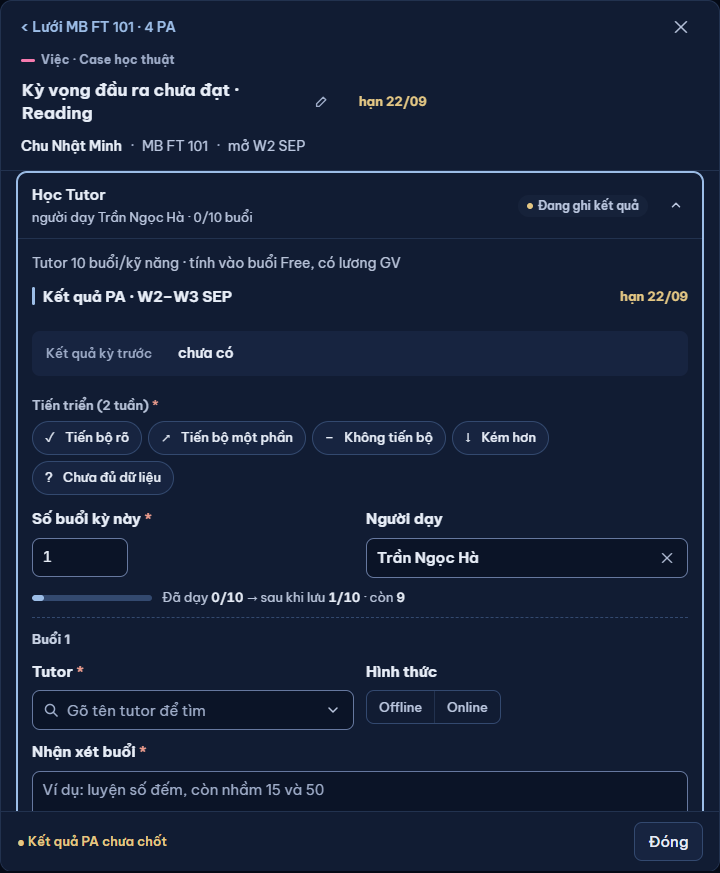 ‹ Lưới MB FT 101 · 4 PA
Việc · Case học thuật
Kỳ vọng đầu ra chưa đạt ·
Reading
hạn 22/09
Chu Nhật Minh · MB FT 101 · mở W2 SEP
Học Tutor
người dạy Trần Ngọc Hà · 0/10 buổi
Đang ghi kết quả
Tutor 10 buổi/kỹ năng · tính vào buổi Free, có lương GV
Kết quả PA · W2–W3 SEP
hạn 22/09
Kết quả kỳ trước chưa có
Tiến triển (2 tuần) *
✓ Tiến bộ rõ ↗ Tiến bộ một phần – Không tiến bộ ↓ Kém hơn
? Chưa đủ dữ liệu
Số buổi kỳ này * Người dạy
1 Trần Ngọc Hà
Đã dạy 0/10 → sau khi lưu 1/10 · còn 9
Buổi 1
Tutor * Hình thức
Gõ tên tutor để tìm Offline Online
Nhận xét buổi *
Ví dụ: luyện số đếm, còn nhầm 15 và 50
Kết quả PA chưa chốt Đóng